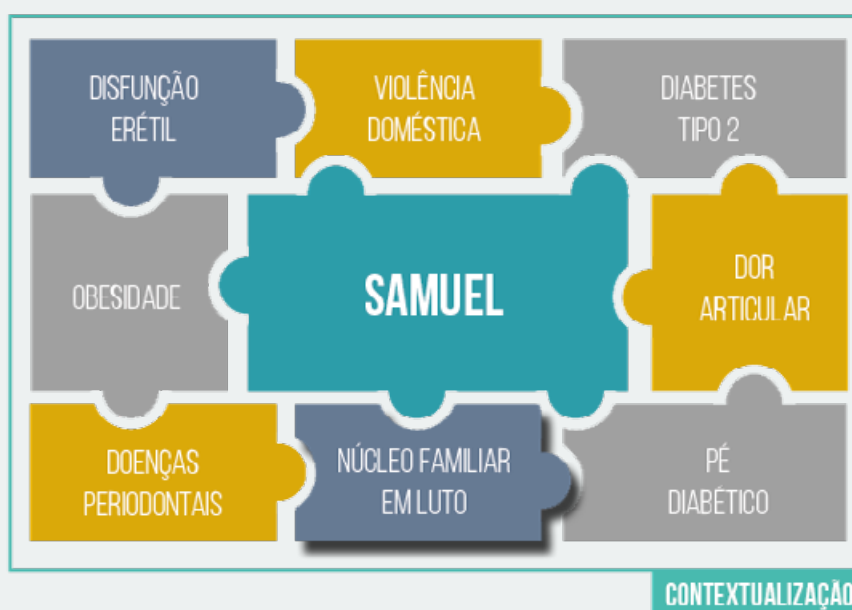 DISFUNÇÃO
ERÉTIL
VIOLÊNCIA
DOMÉSTICA
DIABETES
TIPO 2
OBESIDADE
SAMUEL
DOR
ARTICULAR
DOENÇAS
PERIODONTAIS
NÚCLEO FAMILIAR
EM LUTO
PÉ
DIABÉTICO
CONTEXTUALIZAÇÃO